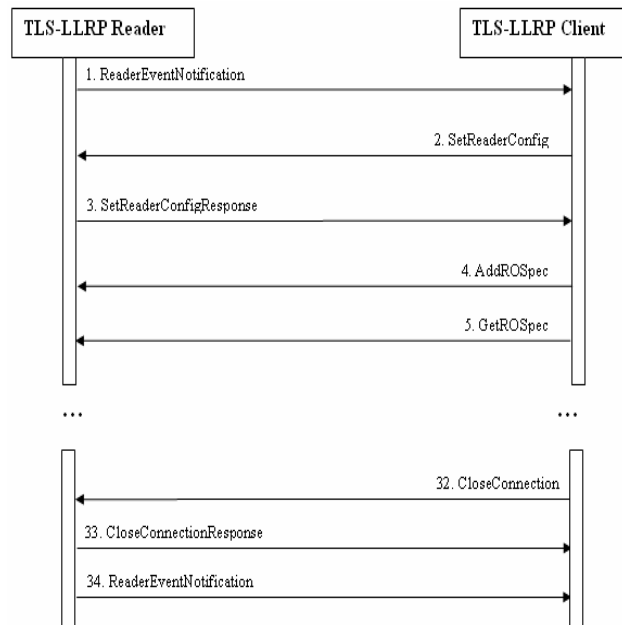 TLS-LLRP Reader
TLS-LLRP Client
1. ReaderEventNotification
2. SetReaderConfig
3. SetReaderConfigResponse
4. AddROSpec
5. GetROSpec
...
...
32. CloseConnection
33. CloseConnectionResponse
34. ReaderEventNotification